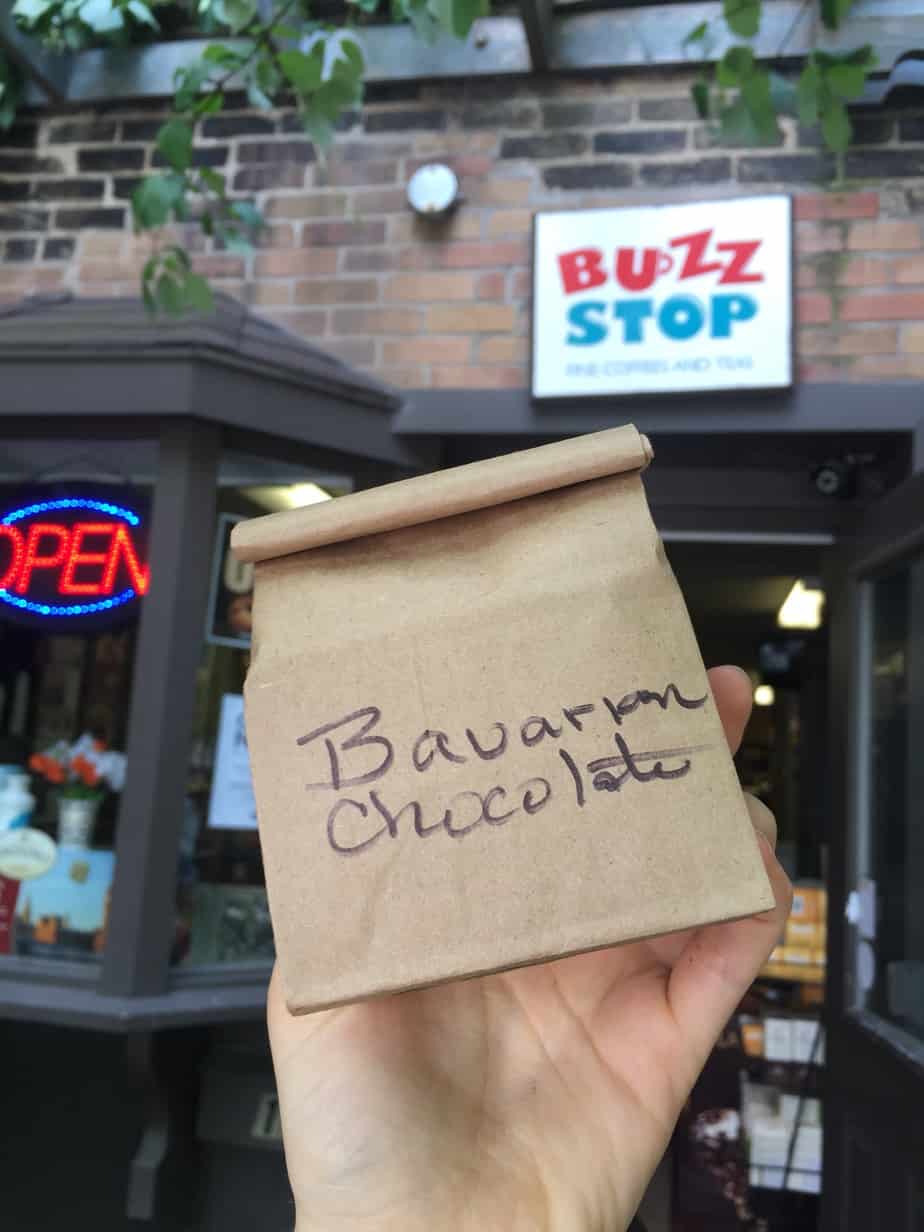 BUZZ
STOP
FINE COFFEES AND TEAS
OPEN
Bavarian
Chocolate